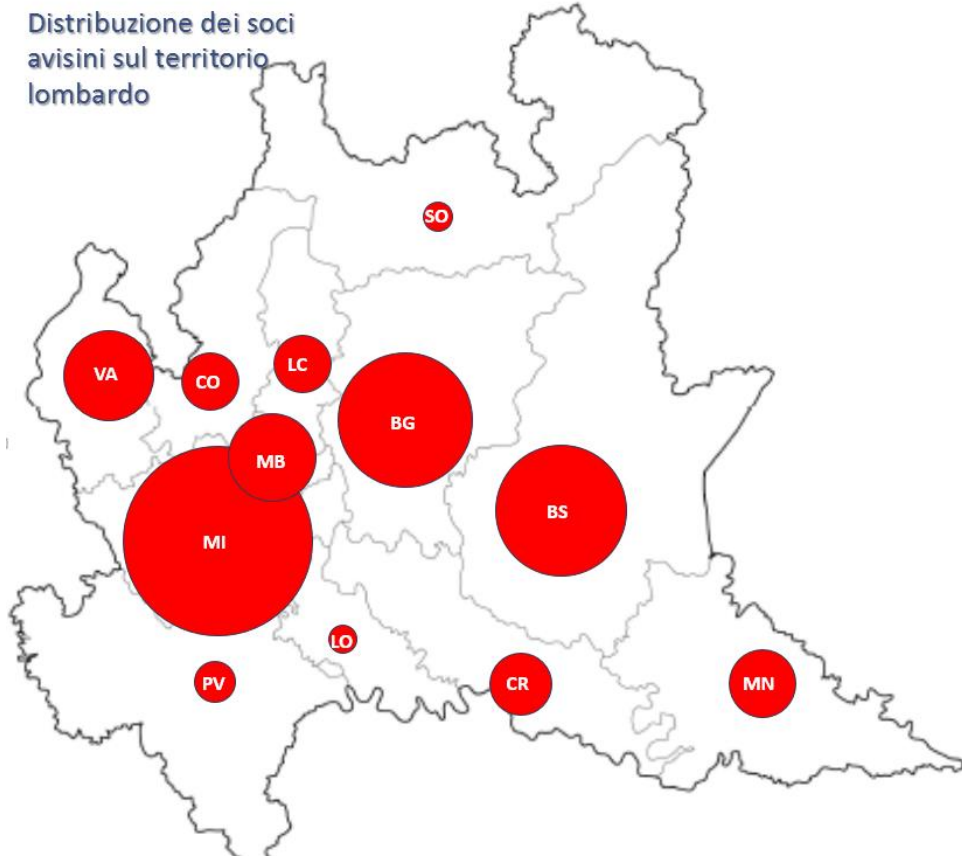 Distribuzione dei soci
avisini sul territorio
lombardo
SO
VA
CO
LC
BG
MB
BS
MI
LO
PV
CR
MN